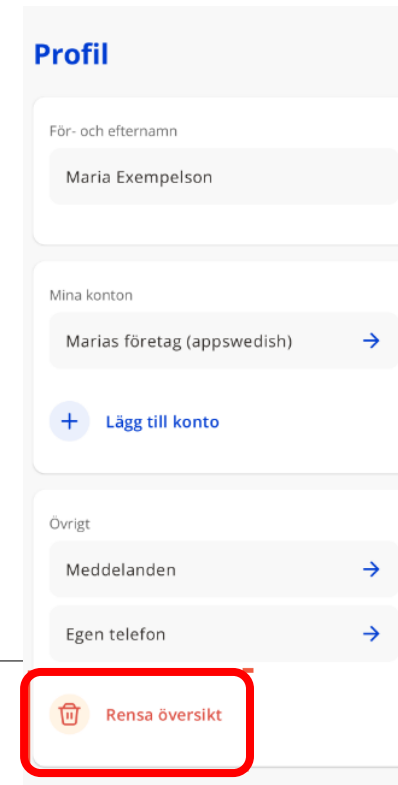 Profil
För- och efternamn
Maria Exempelson
Mina konton
Marias företag (appswedish)
Lägg till konto
Övrigt
Meddelanden
Egen telefon
Rensa översikt